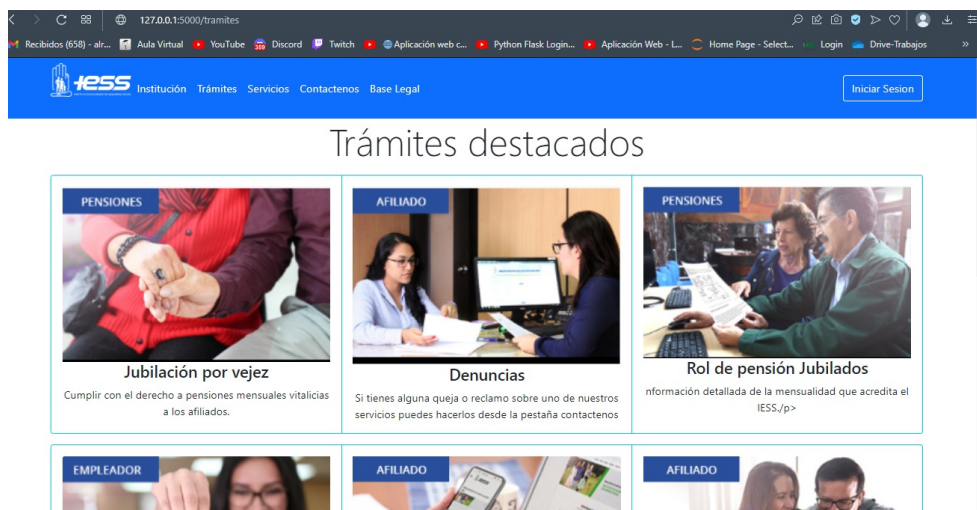 127.0.0.1:5000/tramites
Recibidos (658) - alr... Aula Virtual YouTube Discord Twitch Aplicación web c... Python Flask Login... Aplicación Web - L... Home Page - Select... Login Drive-Trabajos »
IESS Institución Trámites Servicios Contactenos Base Legal Iniciar Sesion
Trámites destacados
PENSIONES
Jubilación por vejez
Cumplir con el derecho a pensiones mensuales vitalicias
a los afiliados.
AFILIADO
Denuncias
Si tienes alguna queja o reclamo sobre uno de nuestros
servicios puedes hacerlos desde la pestaña contactenos
PENSIONES
Rol de pensión Jubilados
nformación detallada de la mensualidad que acredita el
IESS./p>
EMPLEADOR
AFILIADO
AFILIADO